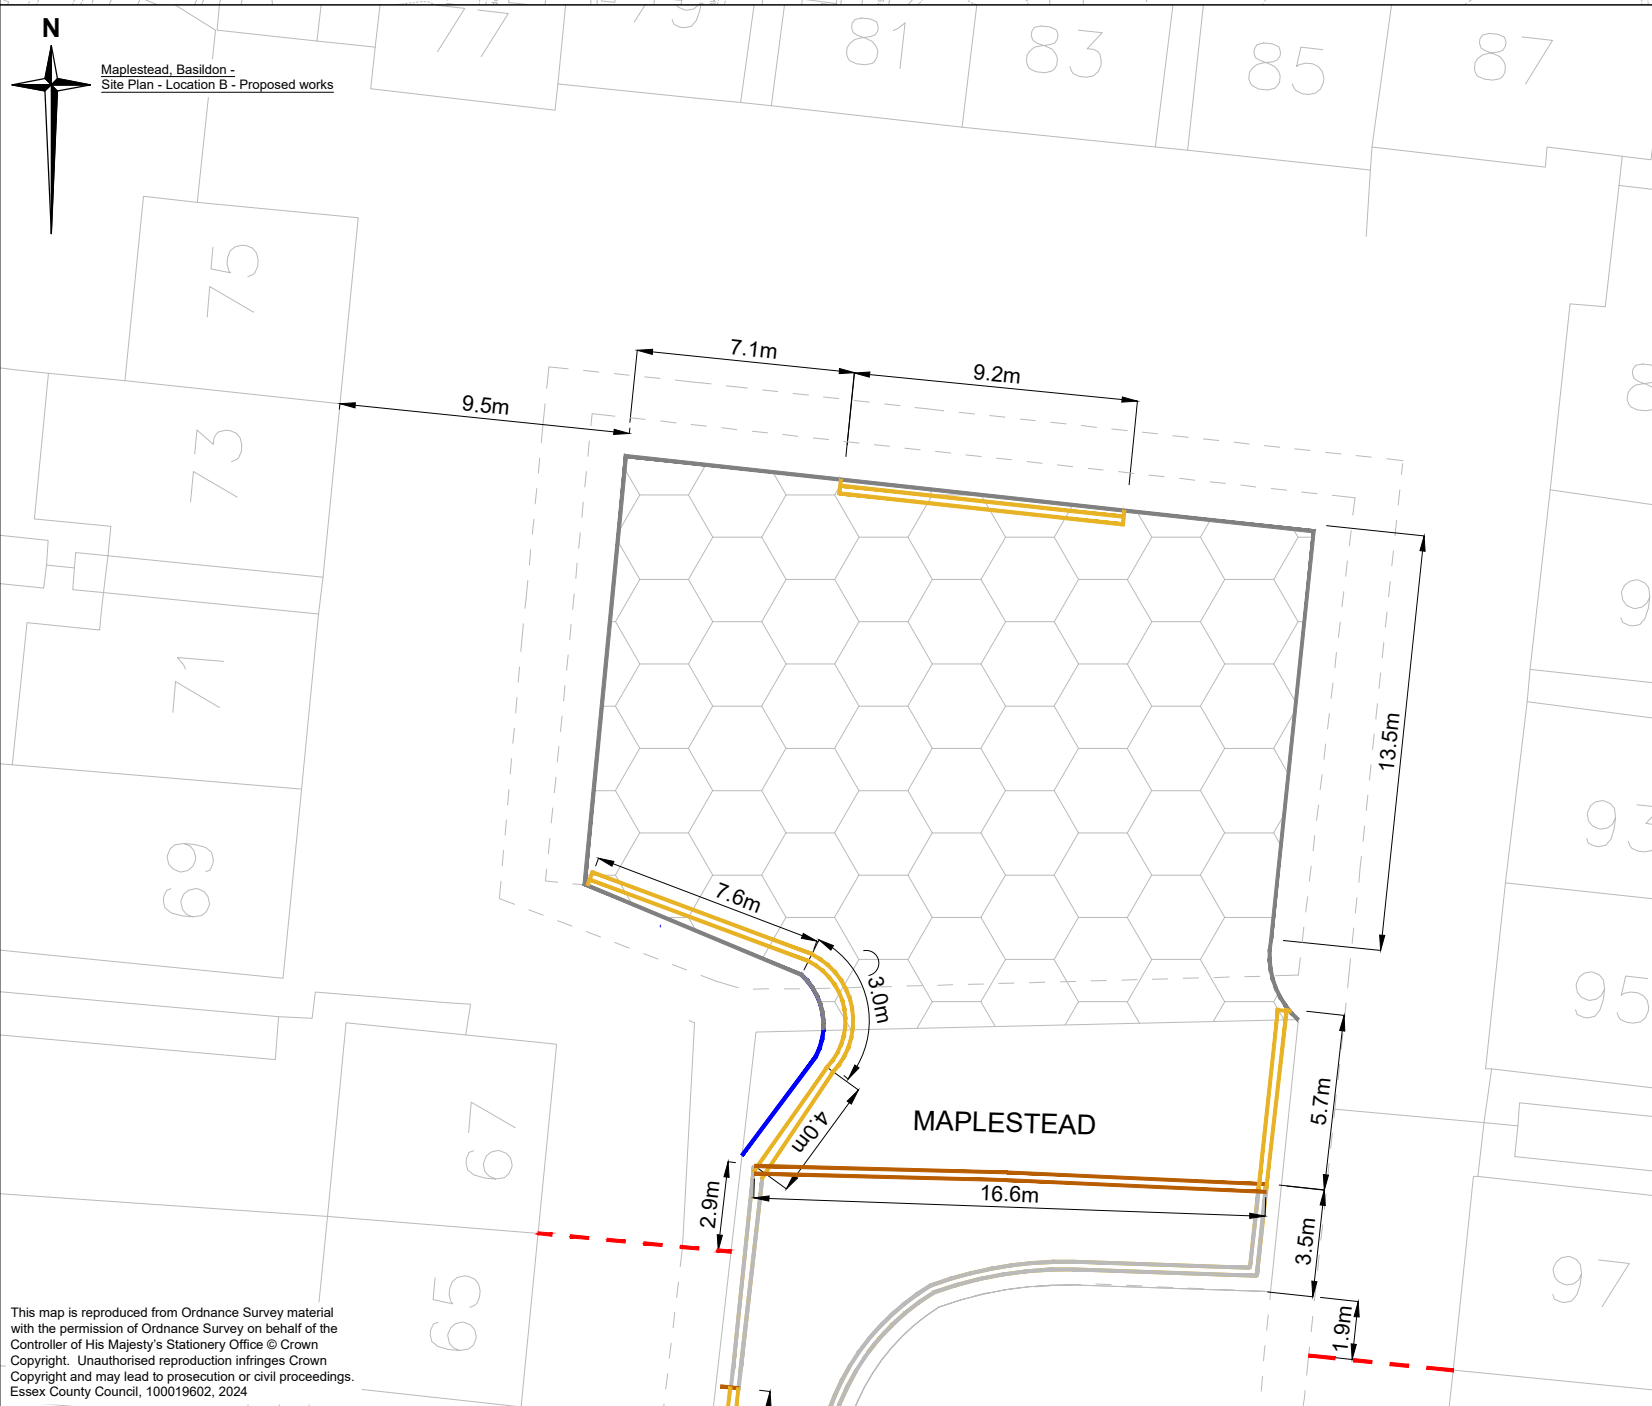 N
Maplestead, Basildon -
Site Plan - Location B - Proposed works
77
79
81
83
85
87
75
73
71
69
67
65
93
95
97
7.1m
9.2m
9.5m
13.5m
7.6m
3.0m
4.0m
5.7m
MAPLESTEAD
16.6m
2.9m
3.5m
1.9m
This map is reproduced from Ordnance Survey material
with the permission of Ordnance Survey on behalf of the
Controller of His Majesty's Stationery Office © Crown
Copyright.  Unauthorised reproduction infringes Crown
Copyright and may lead to prosecution or civil proceedings.
Essex County Council, 100019602, 2024